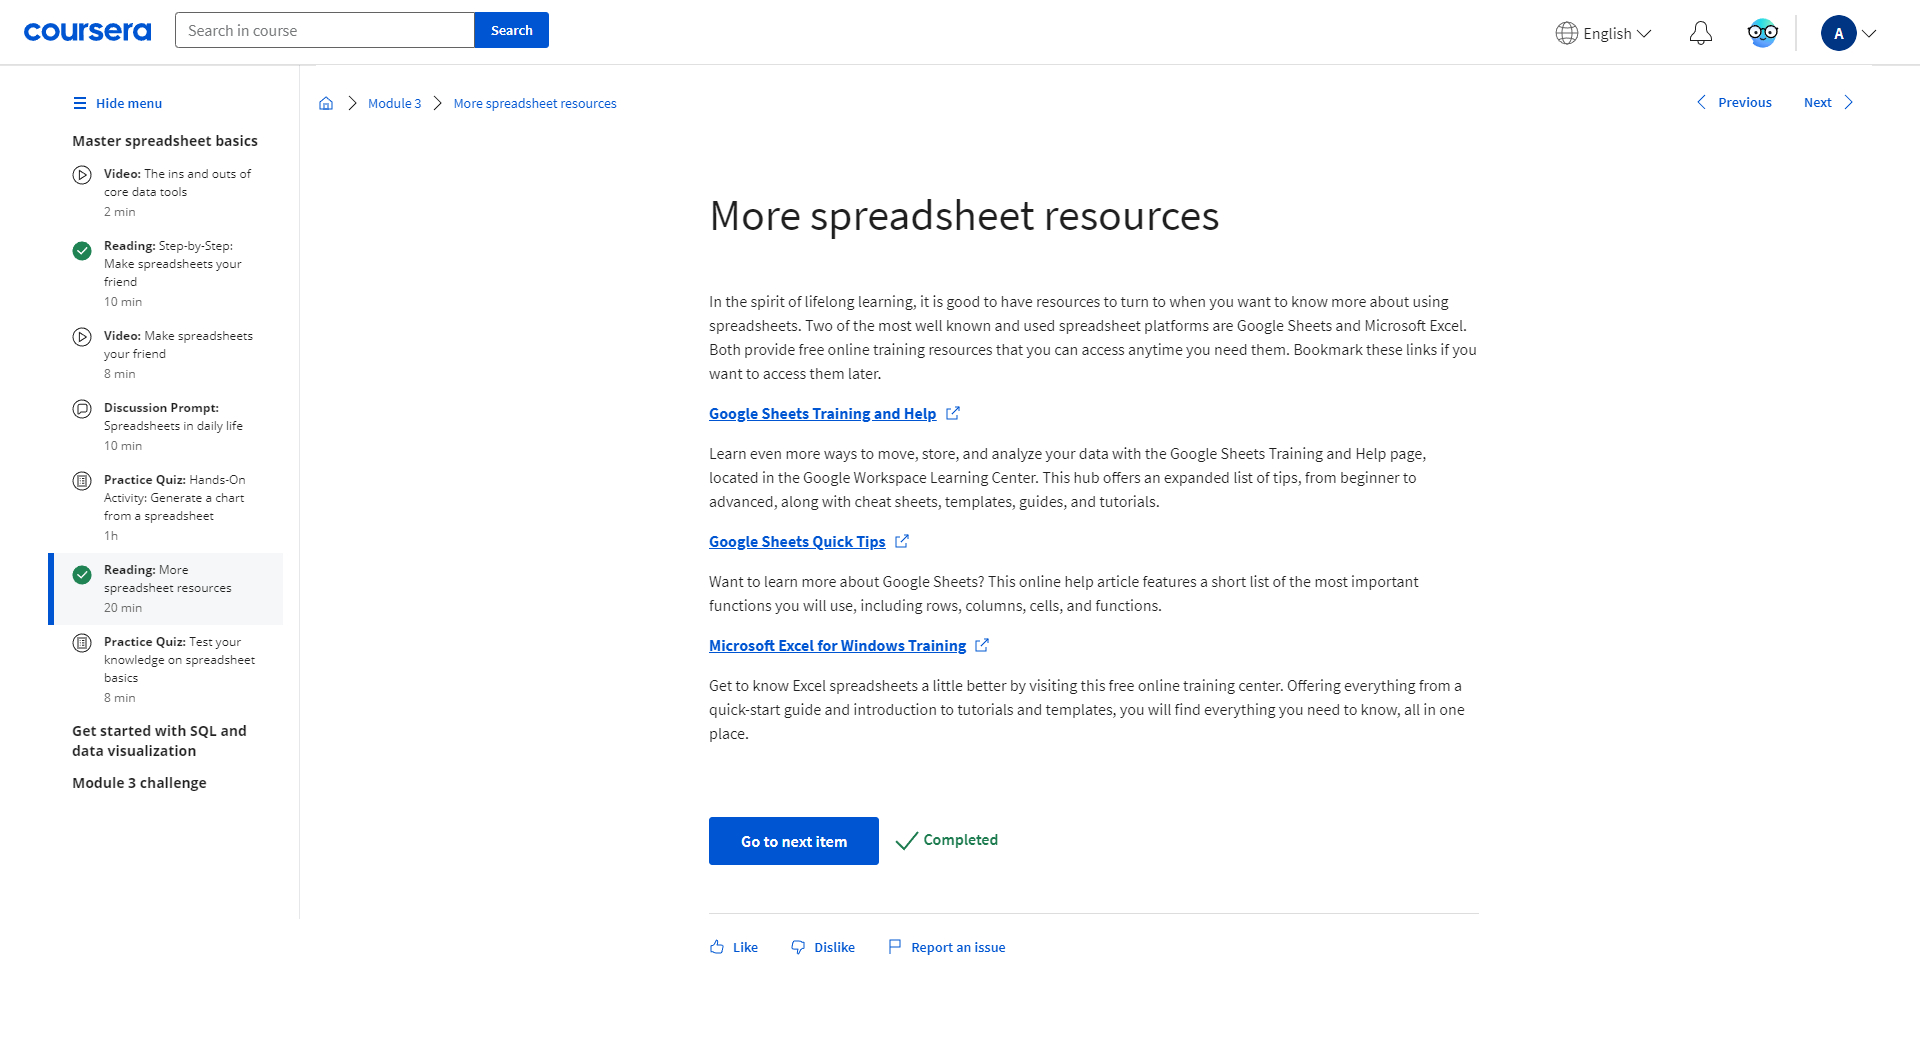 coursera
Search in course
Search
English
A
Hide menu
Master spreadsheet basics
Video: The ins and outs of
core data tools
2 min
Reading: Step-by-Step:
Make spreadsheets your
friend
10 min
Video: Make spreadsheets
your friend
8 min
Discussion Prompt:
Spreadsheets in daily life
10 min
Practice Quiz: Hands-On
Activity: Generate a chart
from a spreadsheet
1h
Reading: More
spreadsheet resources
20 min
Practice Quiz: Test your
knowledge on spreadsheet
basics
8 min
Get started with SQL and
data visualization
Module 3 challenge
Module 3
More spreadsheet resources
Previous
Next
More spreadsheet resources
In the spirit of lifelong learning, it is good to have resources to turn to when you want to know more about using
spreadsheets. Two of the most well known and used spreadsheet platforms are Google Sheets and Microsoft Excel.
Both provide free online training resources that you can access anytime you need them. Bookmark these links if you
want to access them later.
Google Sheets Training and Help
Learn even more ways to move, store, and analyze your data with the Google Sheets Training and Help page,
located in the Google Workspace Learning Center. This hub offers an expanded list of tips, from beginner to
advanced, along with cheat sheets, templates, guides, and tutorials.
Google Sheets Quick Tips
Want to learn more about Google Sheets? This online help article features a short list of the most important
functions you will use, including rows, columns, cells, and functions.
Microsoft Excel for Windows Training
Get to know Excel spreadsheets a little better by visiting this free online training center. Offering everything from a
quick-start guide and introduction to tutorials and templates, you will find everything you need to know, all in one
place.
Go to next item
Completed
Like
Dislike
Report an issue